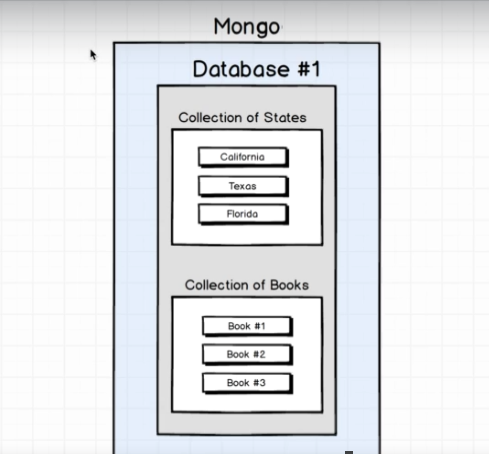 Mongo
Database #1
Collection of States
California
Texas
Florida
Collection of Books
Book #1
Book #2
Book #3